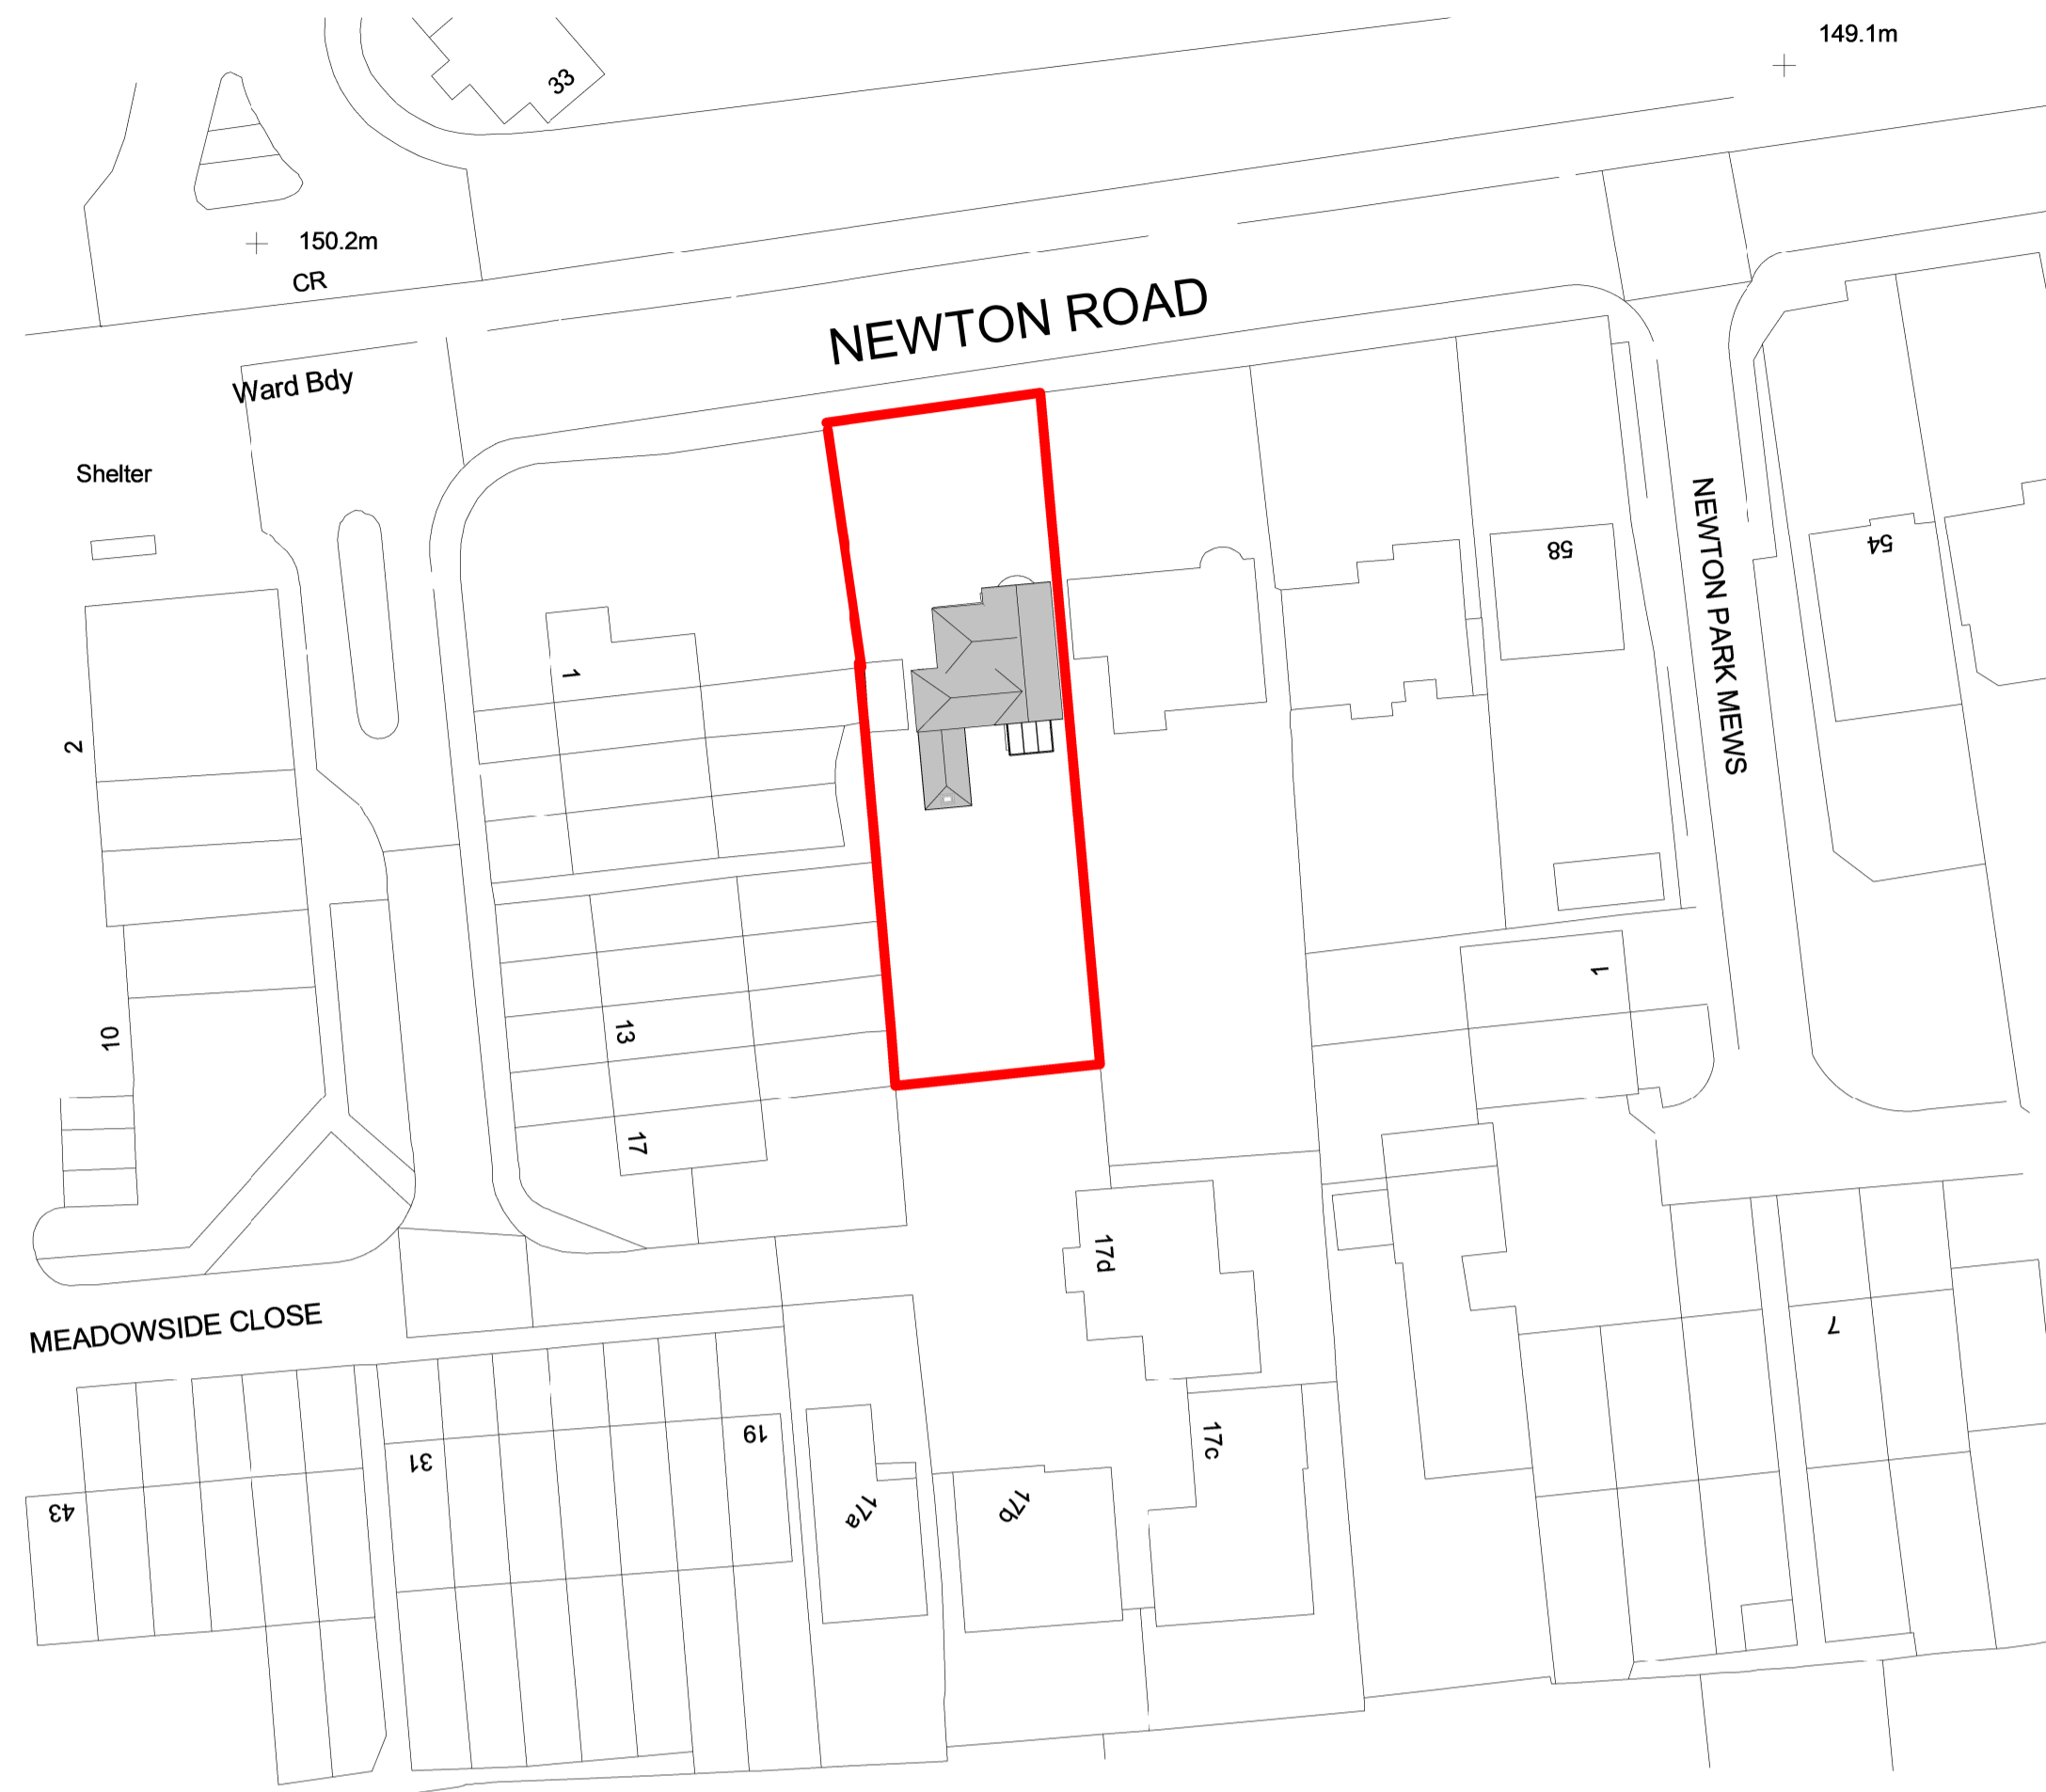 149.1m
33
150.2m
CR
NEWTON ROAD
Ward Bdy
Shelter
NEWTON PARK MEWS
58
54
1
2
1
13
10
17
17d
MEADOWSIDE CLOSE
7
19
31
17c
43
17a
17b